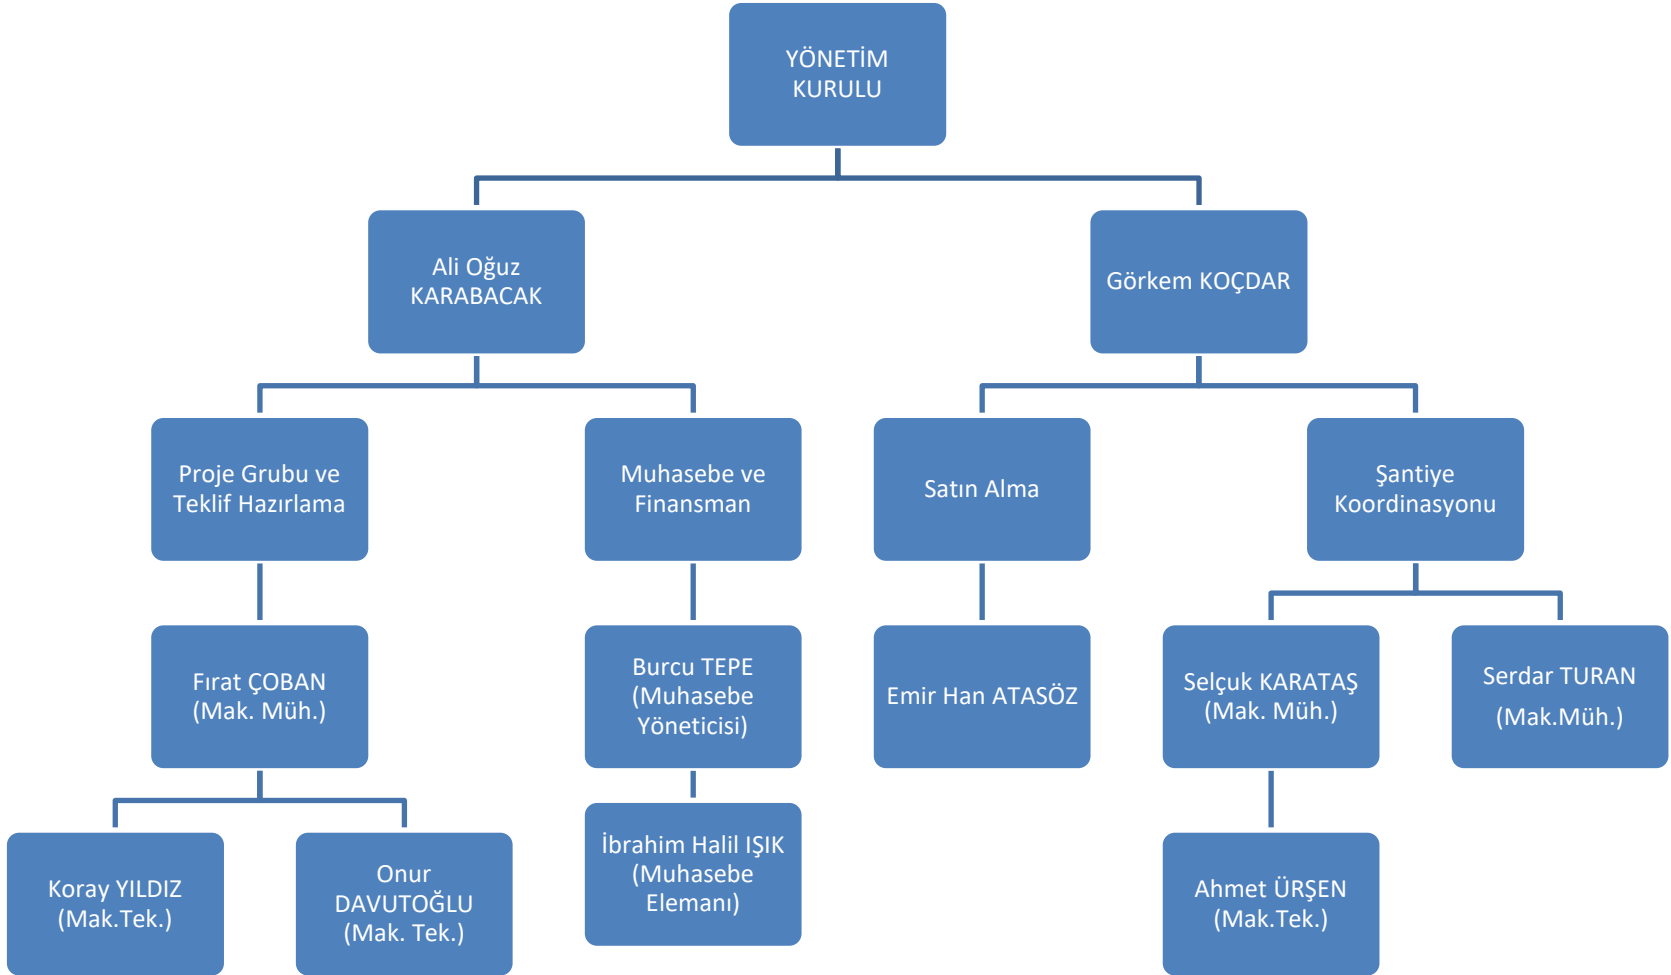 YÖNETİM
KURULU
Ali Oğuz
KARABACAK
Görkem KOÇDAR
Proje Grubu ve
Teklif Hazırlama
Muhasebe ve
Finansman
Satın Alma
Şantiye
Koordinasyonu
Fırat ÇOBAN
(Mak. Müh.)
Burcu TEPE
(Muhasebe
Yöneticisi)
Emir Han ATASÖZ
Selçuk KARATAŞ
(Mak. Müh.)
Serdar TURAN
(Mak.Müh.)
Koray YILDIZ
(Mak.Tek.)
Onur
DAVUTOĞLU
(Mak. Tek.)
İbrahim Halil IŞIK
(Muhasebe
Elemanı)
Ahmet ÜRŞEN
(Mak.Tek.)